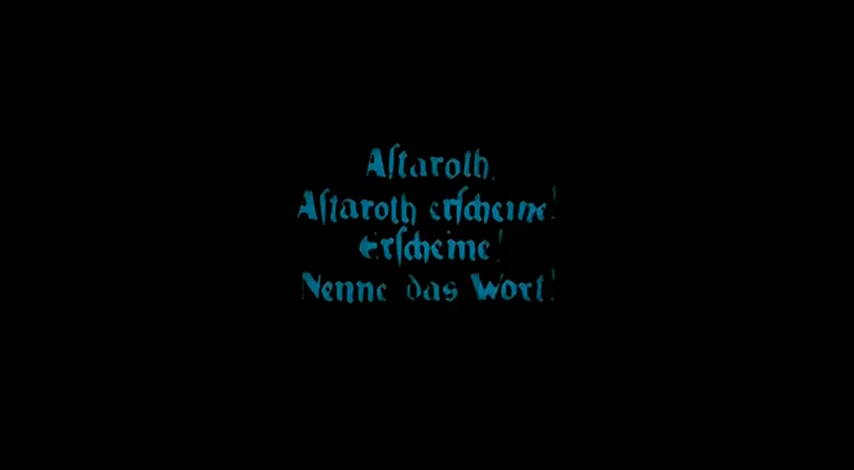 Aſtaroth,
Aſtaroth erſcheine!
Erſcheine!
Nenne das Wort!